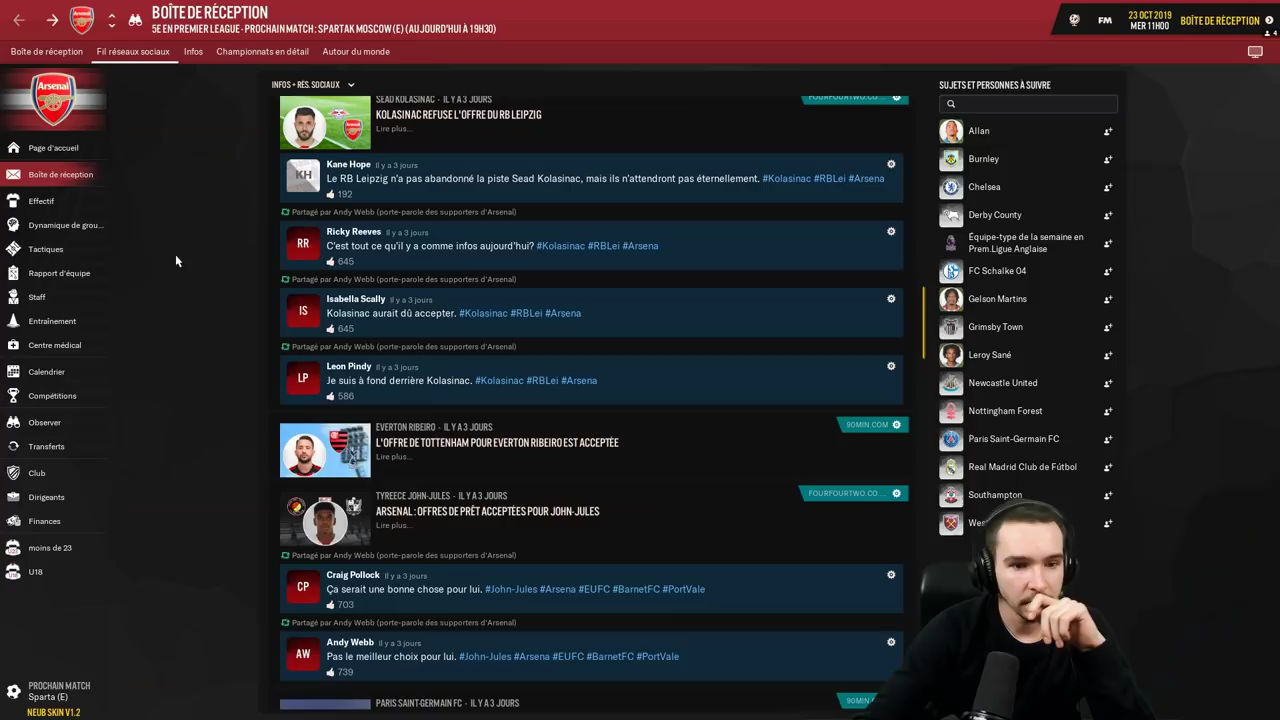 BOÎTE DE RÉCEPTION
5E EN PREMIER LEAGUE - PROCHAIN MATCH : SPARTAK MOSCOW (E) (AUJOURD'HUI À 19H30)
FM
23 OCT 2019
MER 11H00
BOÎTE DE RÉCEPTION
4
Boîte de réception
Fil réseaux sociaux
Infos
Championnats en détail
Autour du monde
Arsenal
Page d'accueil
Boîte de réception
Effectif
Dynamique de grou...
Tactiques
Rapport d'équipe
Staff
Entraînement
Centre médical
Calendrier
Compétitions
Observer
Transferts
Club
Dirigeants
Finances
moins de 23
U18
PROCHAIN MATCH
Sparta (E)
NEUB SKIN V1.2
INFOS + RÉS. SOCIAUX
SEAD KOLASINAC - IL Y A 3 JOURS
FOURFOURTWO.CO...
KOLASINAC REFUSE L'OFFRE DU RB LEIPZIG
Lire plus...
KH
Kane Hope Il y a 3 jours
Le RB Leipzig n'a pas abandonné la piste Sead Kolasinac, mais ils n'attendront pas éternellement. #Kolasinac #RBLei #Arsena
192
Partagé par Andy Webb (porte-parole des supporters d'Arsenal)
RR
Ricky Reeves Il y a 3 jours
C'est tout ce qu'il y a comme infos aujourd'hui? #Kolasinac #RBLei #Arsena
645
Partagé par Andy Webb (porte-parole des supporters d'Arsenal)
IS
Isabella Scally Il y a 3 jours
Kolasinac aurait dû accepter. #Kolasinac #RBLei #Arsena
645
Partagé par Andy Webb (porte-parole des supporters d'Arsenal)
LP
Leon Pindy Il y a 3 jours
Je suis à fond derrière Kolasinac. #Kolasinac #RBLei #Arsena
586
EVERTON RIBEIRO - IL Y A 3 JOURS
90MIN.COM
L'OFFRE DE TOTTENHAM POUR EVERTON RIBEIRO EST ACCEPTÉE
Lire plus...
TYREECE JOHN-JULES - IL Y A 3 JOURS
FOURFOURTWO.CO...
ARSENAL : OFFRES DE PRÊT ACCEPTÉES POUR JOHN-JULES
Lire plus...
Partagé par Andy Webb (porte-parole des supporters d'Arsenal)
CP
Craig Pollock Il y a 3 jours
Ça serait une bonne chose pour lui. #John-Jules #Arsena #EUFC #BarnetFC #PortVale
703
Partagé par Andy Webb (porte-parole des supporters d'Arsenal)
AW
Andy Webb Il y a 3 jours
Pas le meilleur choix pour lui. #John-Jules #Arsena #EUFC #BarnetFC #PortVale
739
PARIS SAINT-GERMAIN FC - IL Y A 3 JOURS
SUJETS ET PERSONNES À SUIVRE
Allan
Burnley
Chelsea
Derby County
Équipe-type de la semaine en
Prem.Ligue Anglaise
FC Schalke 04
Gelson Martins
Grimsby Town
Leroy Sané
Newcastle United
Nottingham Forest
Paris Saint-Germain FC
Real Madrid Club de Fútbol
Southampton